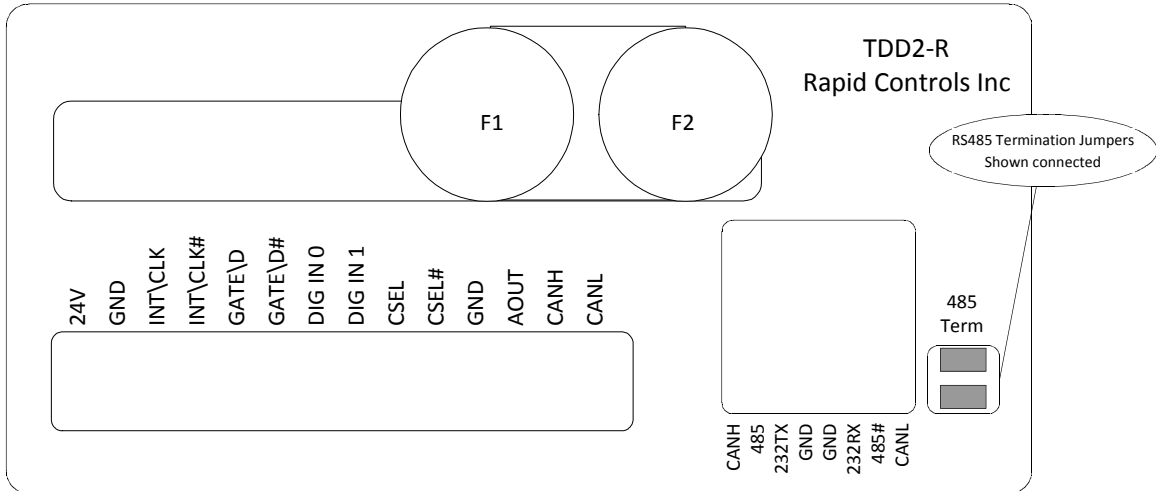 TDD2-R
Rapid Controls Inc
F1
F2
RS485 Termination Jumpers
Shown connected
24V
GND
INT\CLK
INT\CLK#
GATE\D
GATE\D#
DIG IN 0
DIG IN 1
CSEL
CSEL#
GND
AOUT
CANH
CANL
485
Term
CANH
485
232TX
GND
GND
232RX
485#
CANL